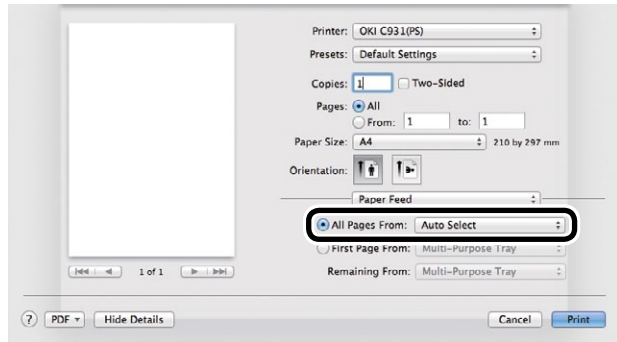 Printer: OKI C931(PS)
Presets: Default Settings
Copies: 1 Two-Sided
Pages: All
From: 1 to: 1
Paper Size: A4 210 by 297 mm
Orientation:
Paper Feed
All Pages From: Auto Select
First Page From: Multi-Purpose Tray
Remaining From: Multi-Purpose Tray
1 of 1
? PDF Hide Details Cancel Print